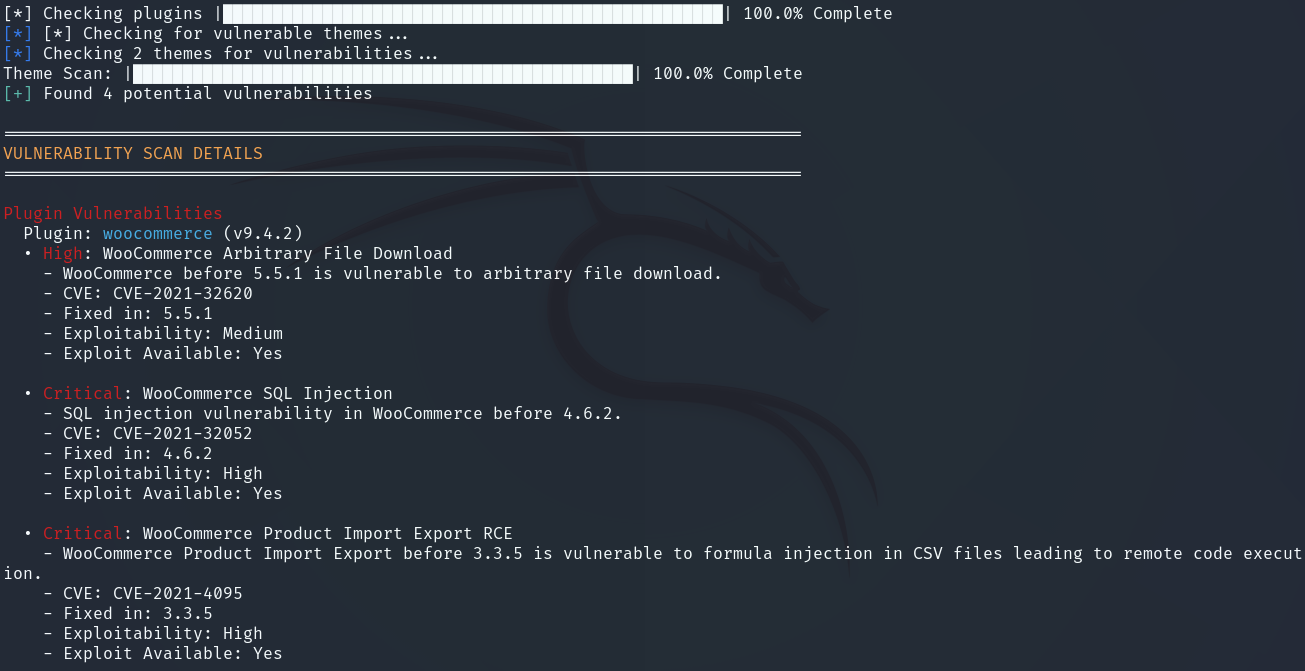 [*] Checking plugins |██████████████████████████████████████████████████| 100.0% Complete
[*] [*] Checking for vulnerable themes...
[*] Checking 2 themes for vulnerabilities...
Theme Scan: |██████████████████████████████████████████████████| 100.0% Complete
[+] Found 4 potential vulnerabilities
================================================================================
VULNERABILITY SCAN DETAILS
================================================================================
Plugin Vulnerabilities
  Plugin: woocommerce (v9.4.2)
  • High: WooCommerce Arbitrary File Download
    - WooCommerce before 5.5.1 is vulnerable to arbitrary file download.
    - CVE: CVE-2021-32620
    - Fixed in: 5.5.1
    - Exploitability: Medium
    - Exploit Available: Yes
  • Critical: WooCommerce SQL Injection
    - SQL injection vulnerability in WooCommerce before 4.6.2.
    - CVE: CVE-2021-32052
    - Fixed in: 4.6.2
    - Exploitability: High
    - Exploit Available: Yes
  • Critical: WooCommerce Product Import Export RCE
    - WooCommerce Product Import Export before 3.3.5 is vulnerable to formula injection in CSV files leading to remote code execut
ion.
    - CVE: CVE-2021-4095
    - Fixed in: 3.3.5
    - Exploitability: High
    - Exploit Available: Yes